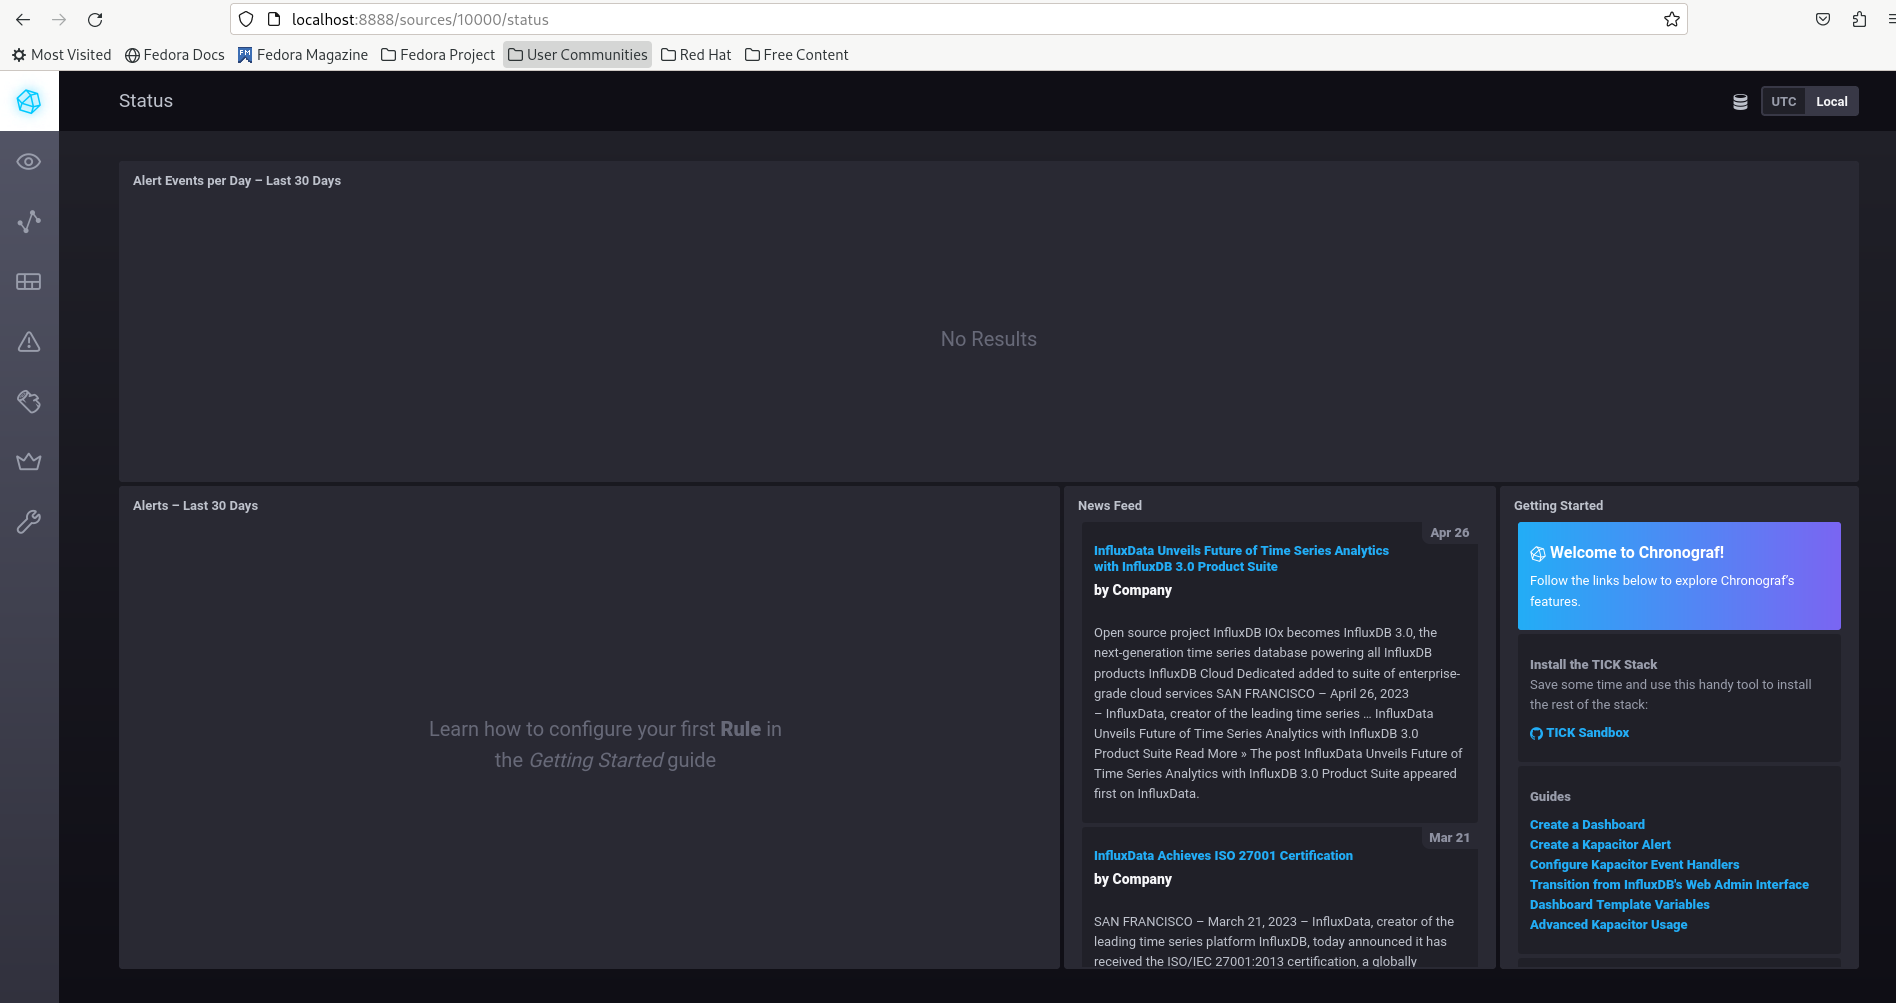 localhost:8888/sources/10000/status
Most Visited Fedora Docs FM Fedora Magazine Fedora Project User Communities Red Hat Free Content
Status
UTC Local
Alert Events per Day – Last 30 Days
No Results
Alerts – Last 30 Days
Learn how to configure your first Rule in
the Getting Started guide
News Feed
Apr 26
InfluxData Unveils Future of Time Series Analytics
with InfluxDB 3.0 Product Suite
by Company
Open source project InfluxDB IOx becomes InfluxDB 3.0, the
next-generation time series database powering all InfluxDB
products InfluxDB Cloud Dedicated added to suite of enterprise-
grade cloud services SAN FRANCISCO – April 26, 2023
– InfluxData, creator of the leading time series … InfluxData
Unveils Future of Time Series Analytics with InfluxDB 3.0
Product Suite Read More » The post InfluxData Unveils Future of
Time Series Analytics with InfluxDB 3.0 Product Suite appeared
first on InfluxData.
Mar 21
InfluxData Achieves ISO 27001 Certification
by Company
SAN FRANCISCO – March 21, 2023 – InfluxData, creator of the
leading time series platform InfluxDB, today announced it has
received the ISO/IEC 27001:2013 certification, a globally
Getting Started
Welcome to Chronograf!
Follow the links below to explore Chronograf's
features.
Install the TICK Stack
Save some time and use this handy tool to install
the rest of the stack:
TICK Sandbox
Guides
Create a Dashboard
Create a Kapacitor Alert
Configure Kapacitor Event Handlers
Transition from InfluxDB's Web Admin Interface
Dashboard Template Variables
Advanced Kapacitor Usage